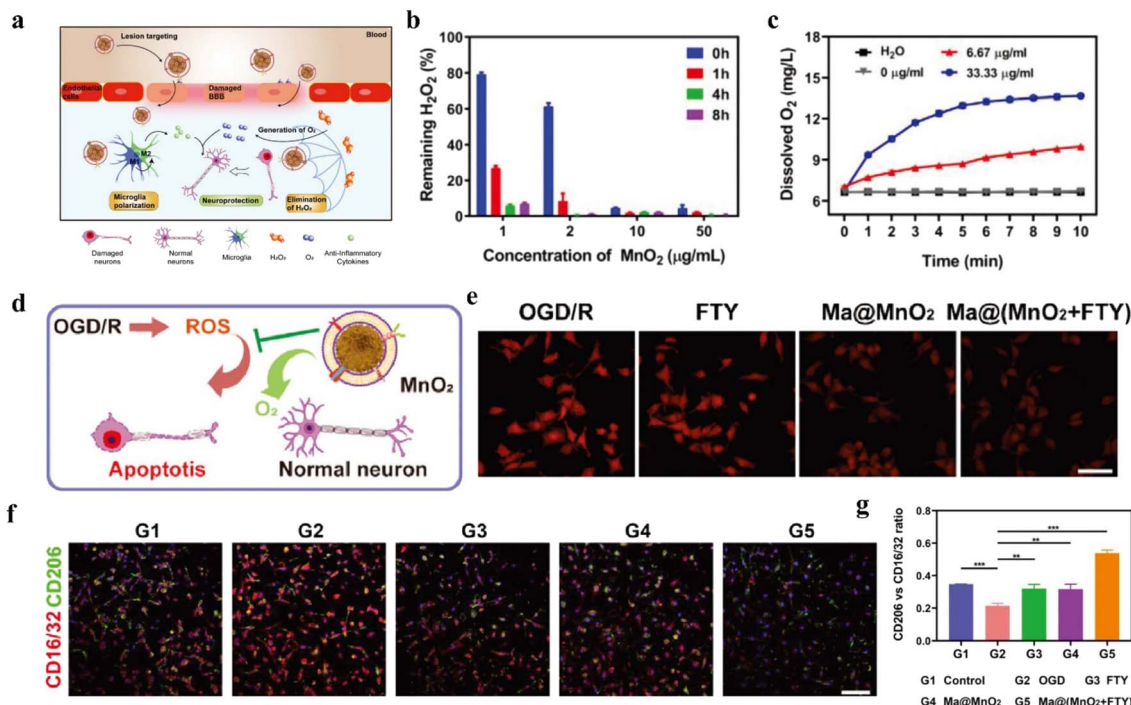 a
Blood
Lesion targeting
Endothelial
cells
Damaged
BBB
Generation of O₂
M2
M1
Microglia
polarization
Neuroprotection
Elimination
of H₂O₂
Damaged
neurons
Normal
neurons
Microglia
H₂O₂
O₂
Anti-Inflammatory
Cytokines
b
Remaining H₂O₂ (%)
100
80
60
40
20
0
0h
1h
4h
8h
1 2 10 50
Concentration of MnO₂ (μg/mL)
c
Dissolved O₂ (mg/L)
18
15
12
9
6
H₂O
0 μg/ml
6.67 μg/ml
33.33 μg/ml
0 1 2 3 4 5 6 7 8 9 10
Time (min)
d
OGD/R
ROS
MnO₂
O₂
Apoptotis
Normal neuron
e
OGD/R FTY Ma@MnO₂ Ma@(MnO₂+FTY)
f
G1 G2 G3 G4 G5
CD16/32 CD206
g
CD206 vs CD16/32 ratio
0.8
0.6
0.4
0.2
0.0
***
**
**
***
G1 G2 G3 G4 G5
G1 Control G2 OGD G3 FTY
G4 Ma@MnO₂ G5 Ma@(MnO₂+FTY)